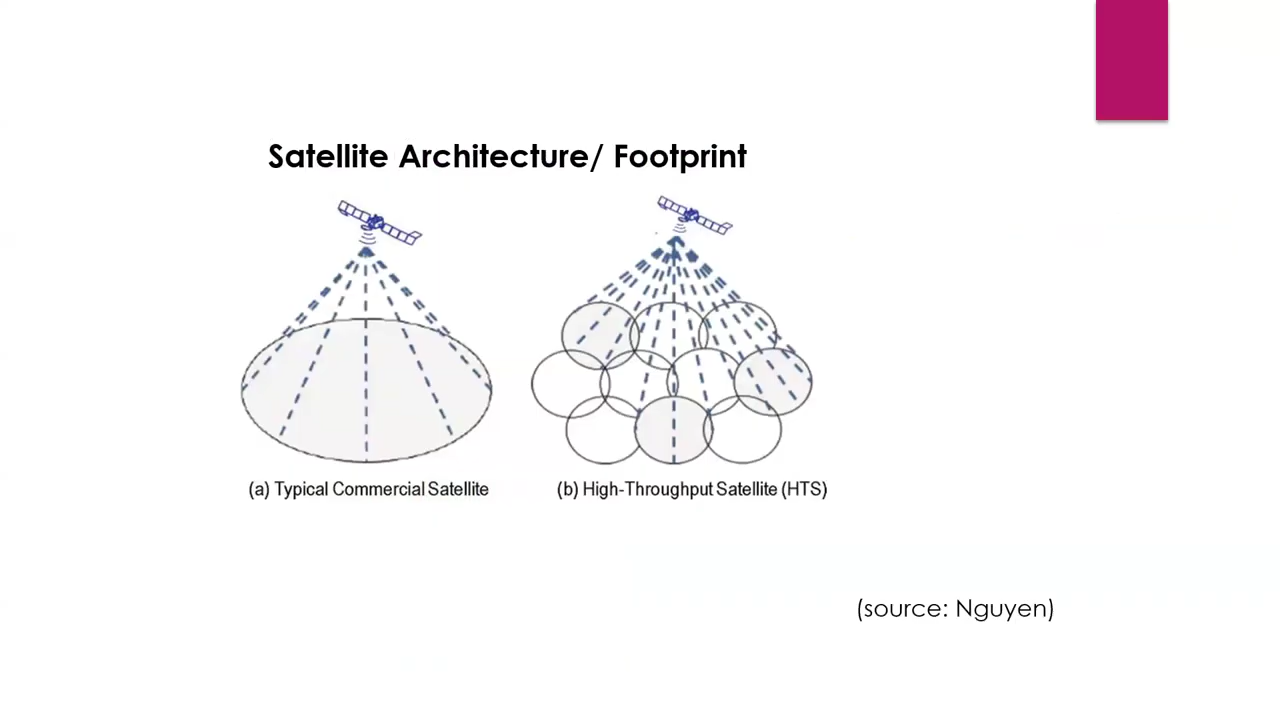 Satellite Architecture/ Footprint
(a) Typical Commercial Satellite
(b) High-Throughput Satellite (HTS)
(source: Nguyen)